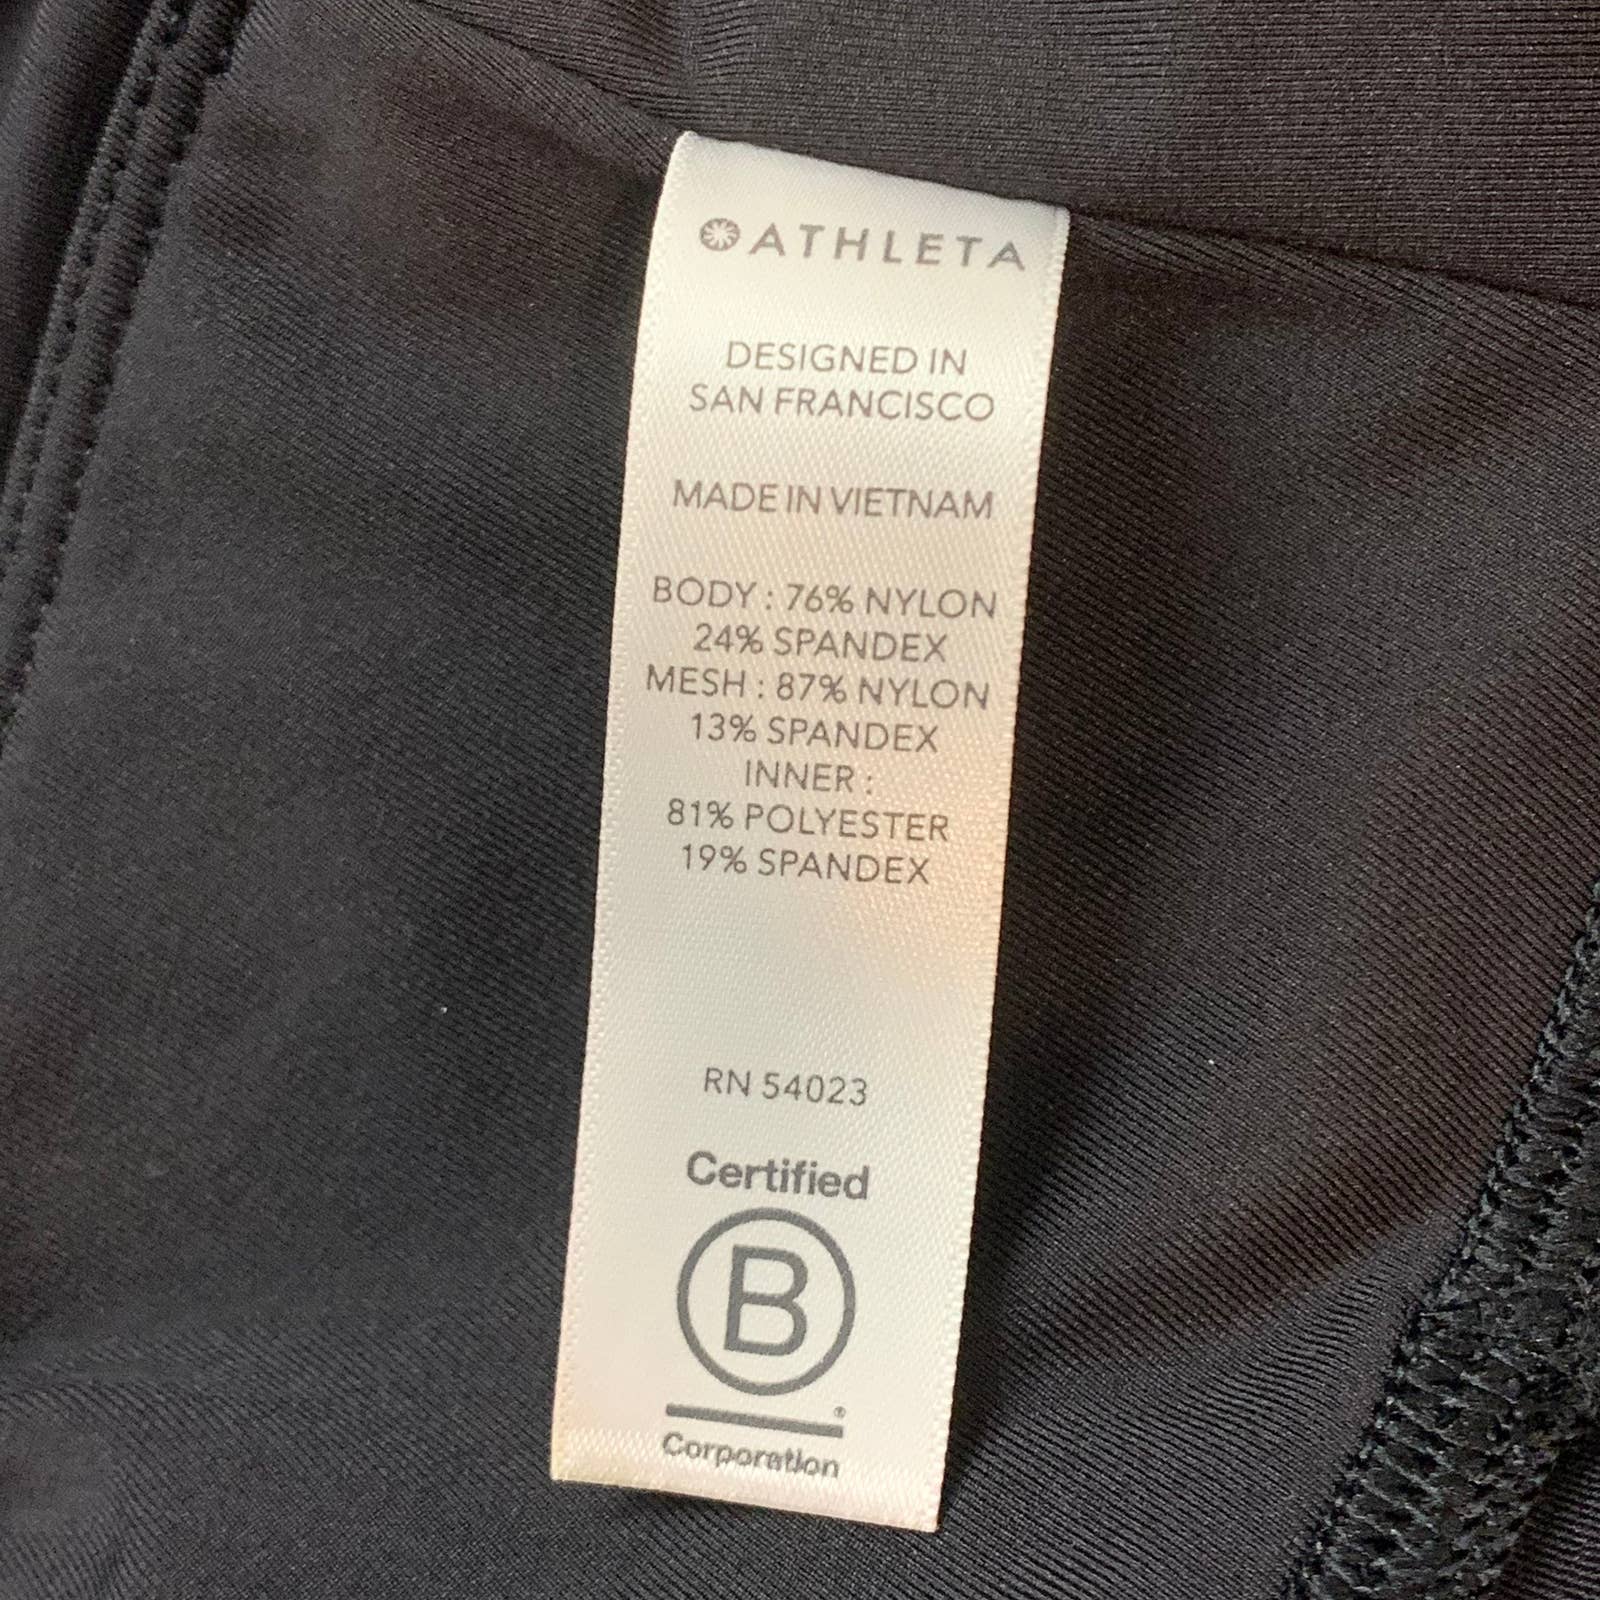 ATHLETA
DESIGNED IN
SAN FRANCISCO
MADE IN VIETNAM
BODY : 76% NYLON
24% SPANDEX
MESH : 87% NYLON
13% SPANDEX
INNER :
81% POLYESTER
19% SPANDEX
RN 54023
Certified
B
®
Corporation